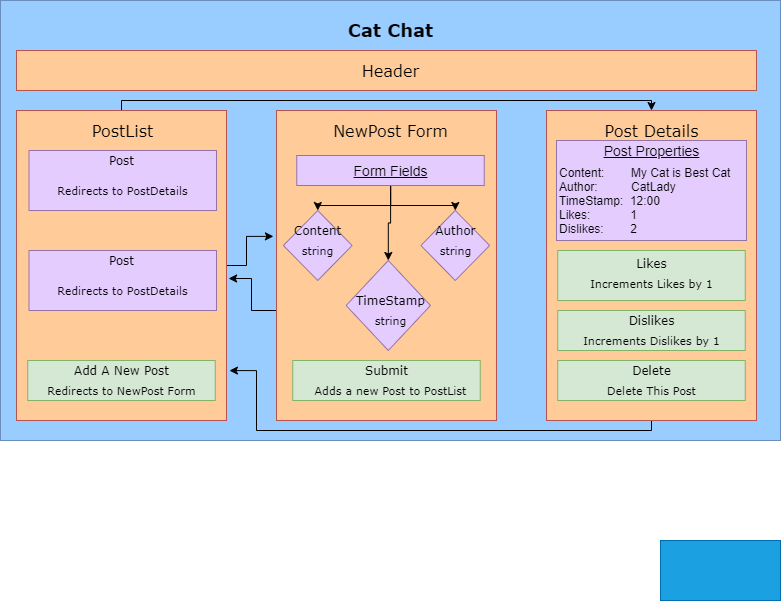 Cat Chat
Header
PostList
Post
Redirects to PostDetails
Post
Redirects to PostDetails
Add A New Post
Redirects to NewPost Form
NewPost Form
Form Fields
Content
string
Author
string
TimeStamp
string
Submit
Adds a new Post to PostList
Post Details
Post Properties
Content: My Cat is Best Cat
Author: CatLady
TimeStamp: 12:00
Likes: 1
Dislikes: 2
Likes
Increments Likes by 1
Dislikes
Increments Dislikes by 1
Delete
Delete This Post